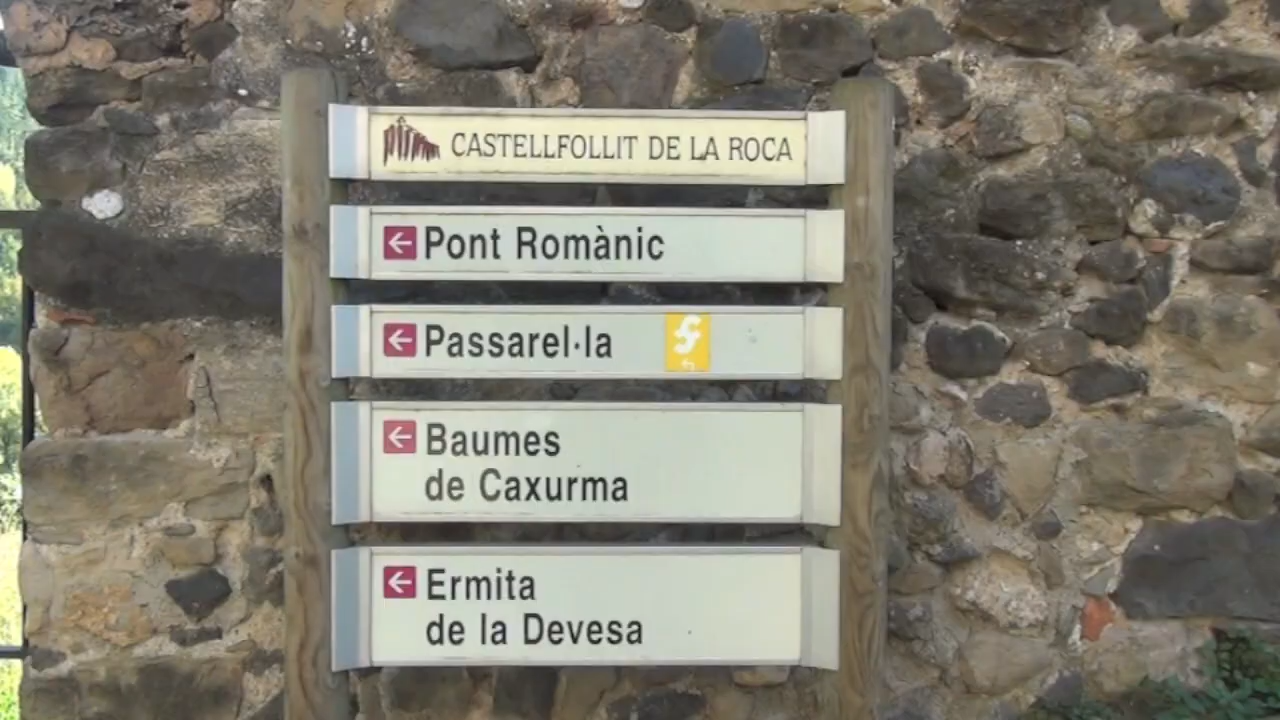 CASTELLFOLLIT DE LA ROCA
Pont Romànic
Passarel·la
Baumes
de Caxurma
Ermita
de la Devesa